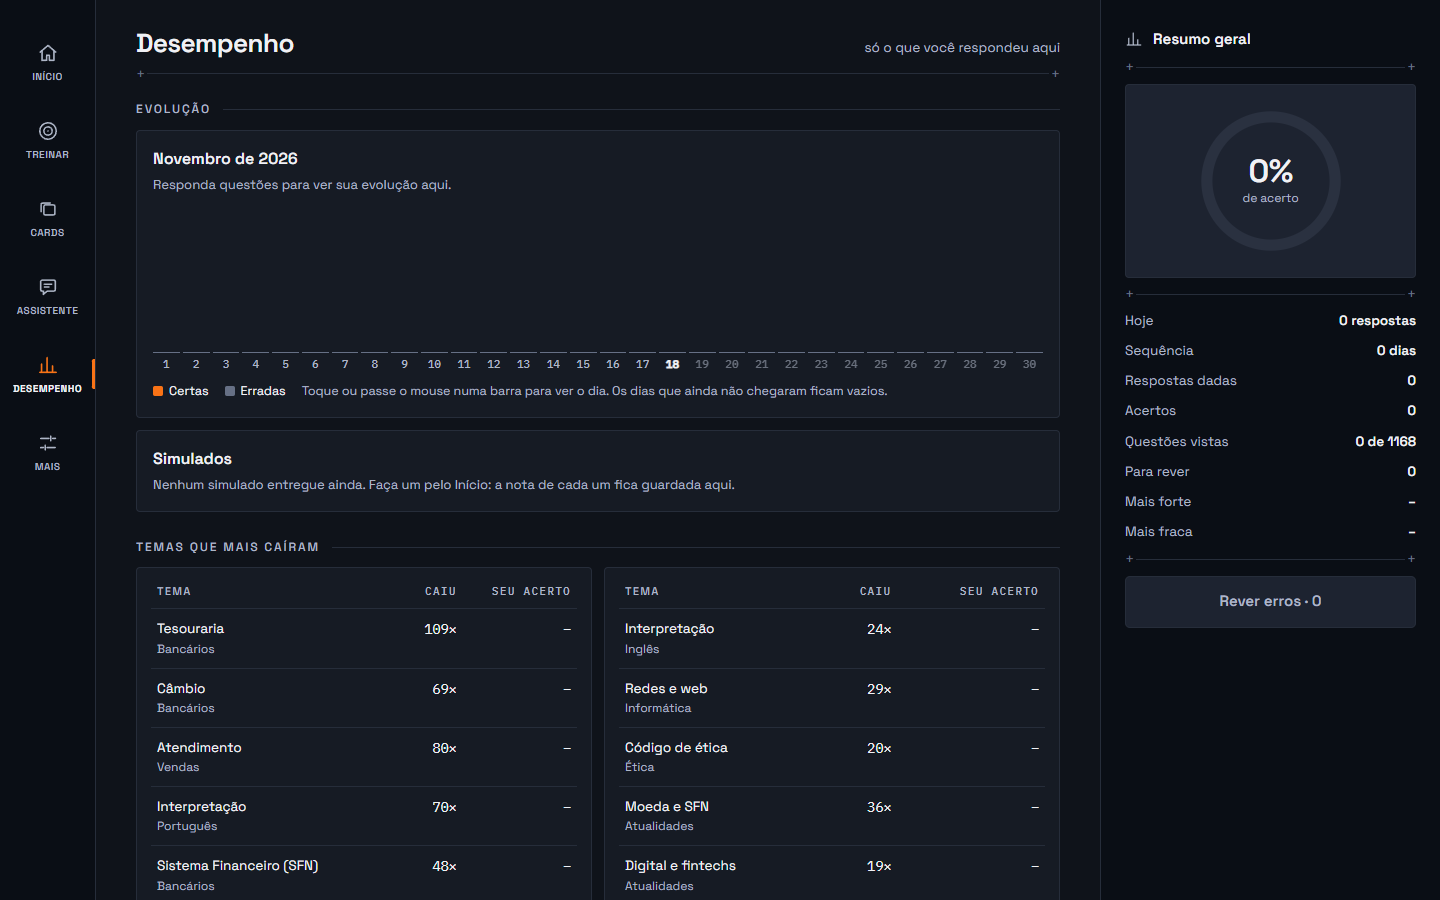 INÍCIO
TREINAR
CARDS
ASSISTENTE
DESEMPENHO
MAIS
Desempenho
só o que você respondeu aqui
EVOLUÇÃO
Novembro de 2026
Responda questões para ver sua evolução aqui.
1 2 3 4 5 6 7 8 9 10 11 12 13 14 15 16 17 18 19 20 21 22 23 24 25 26 27 28 29 30
Certas Erradas Toque ou passe o mouse numa barra para ver o dia. Os dias que ainda não chegaram ficam vazios.
Simulados
Nenhum simulado entregue ainda. Faça um pelo Início: a nota de cada um fica guardada aqui.
TEMAS QUE MAIS CAÍRAM
TEMA CAIU SEU ACERTO
Tesouraria 109× –
Bancários
Câmbio 69× –
Bancários
Atendimento 80× –
Vendas
Interpretação 70× –
Português
Sistema Financeiro (SFN) 48× –
Bancários
TEMA CAIU SEU ACERTO
Interpretação 24× –
Inglês
Redes e web 29× –
Informática
Código de ética 20× –
Ética
Moeda e SFN 36× –
Atualidades
Digital e fintechs 19× –
Atualidades
Resumo geral
0%
de acerto
Hoje 0 respostas
Sequência 0 dias
Respostas dadas 0
Acertos 0
Questões vistas 0 de 1168
Para rever 0
Mais forte –
Mais fraca –
Rever erros · 0